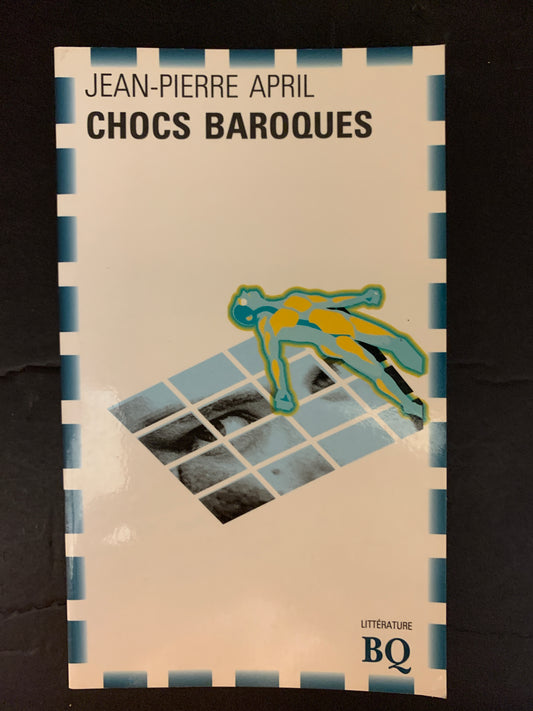 JEAN-PIERRE APRIL
CHOCS BAROQUES
LITTÉRATURE
BQ